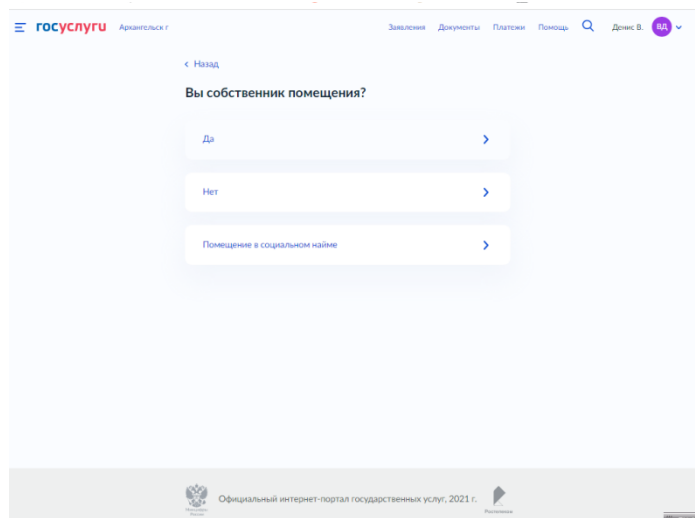 госуслуги Архангельск г Заявления Документы Платежи Помощь Денис В. ВД
Назад
Вы собственник помещения?
Да
Нет
Помещение в социальном найме
Официальный интернет-портал государственных услуг, 2021 г.
Ростелеком